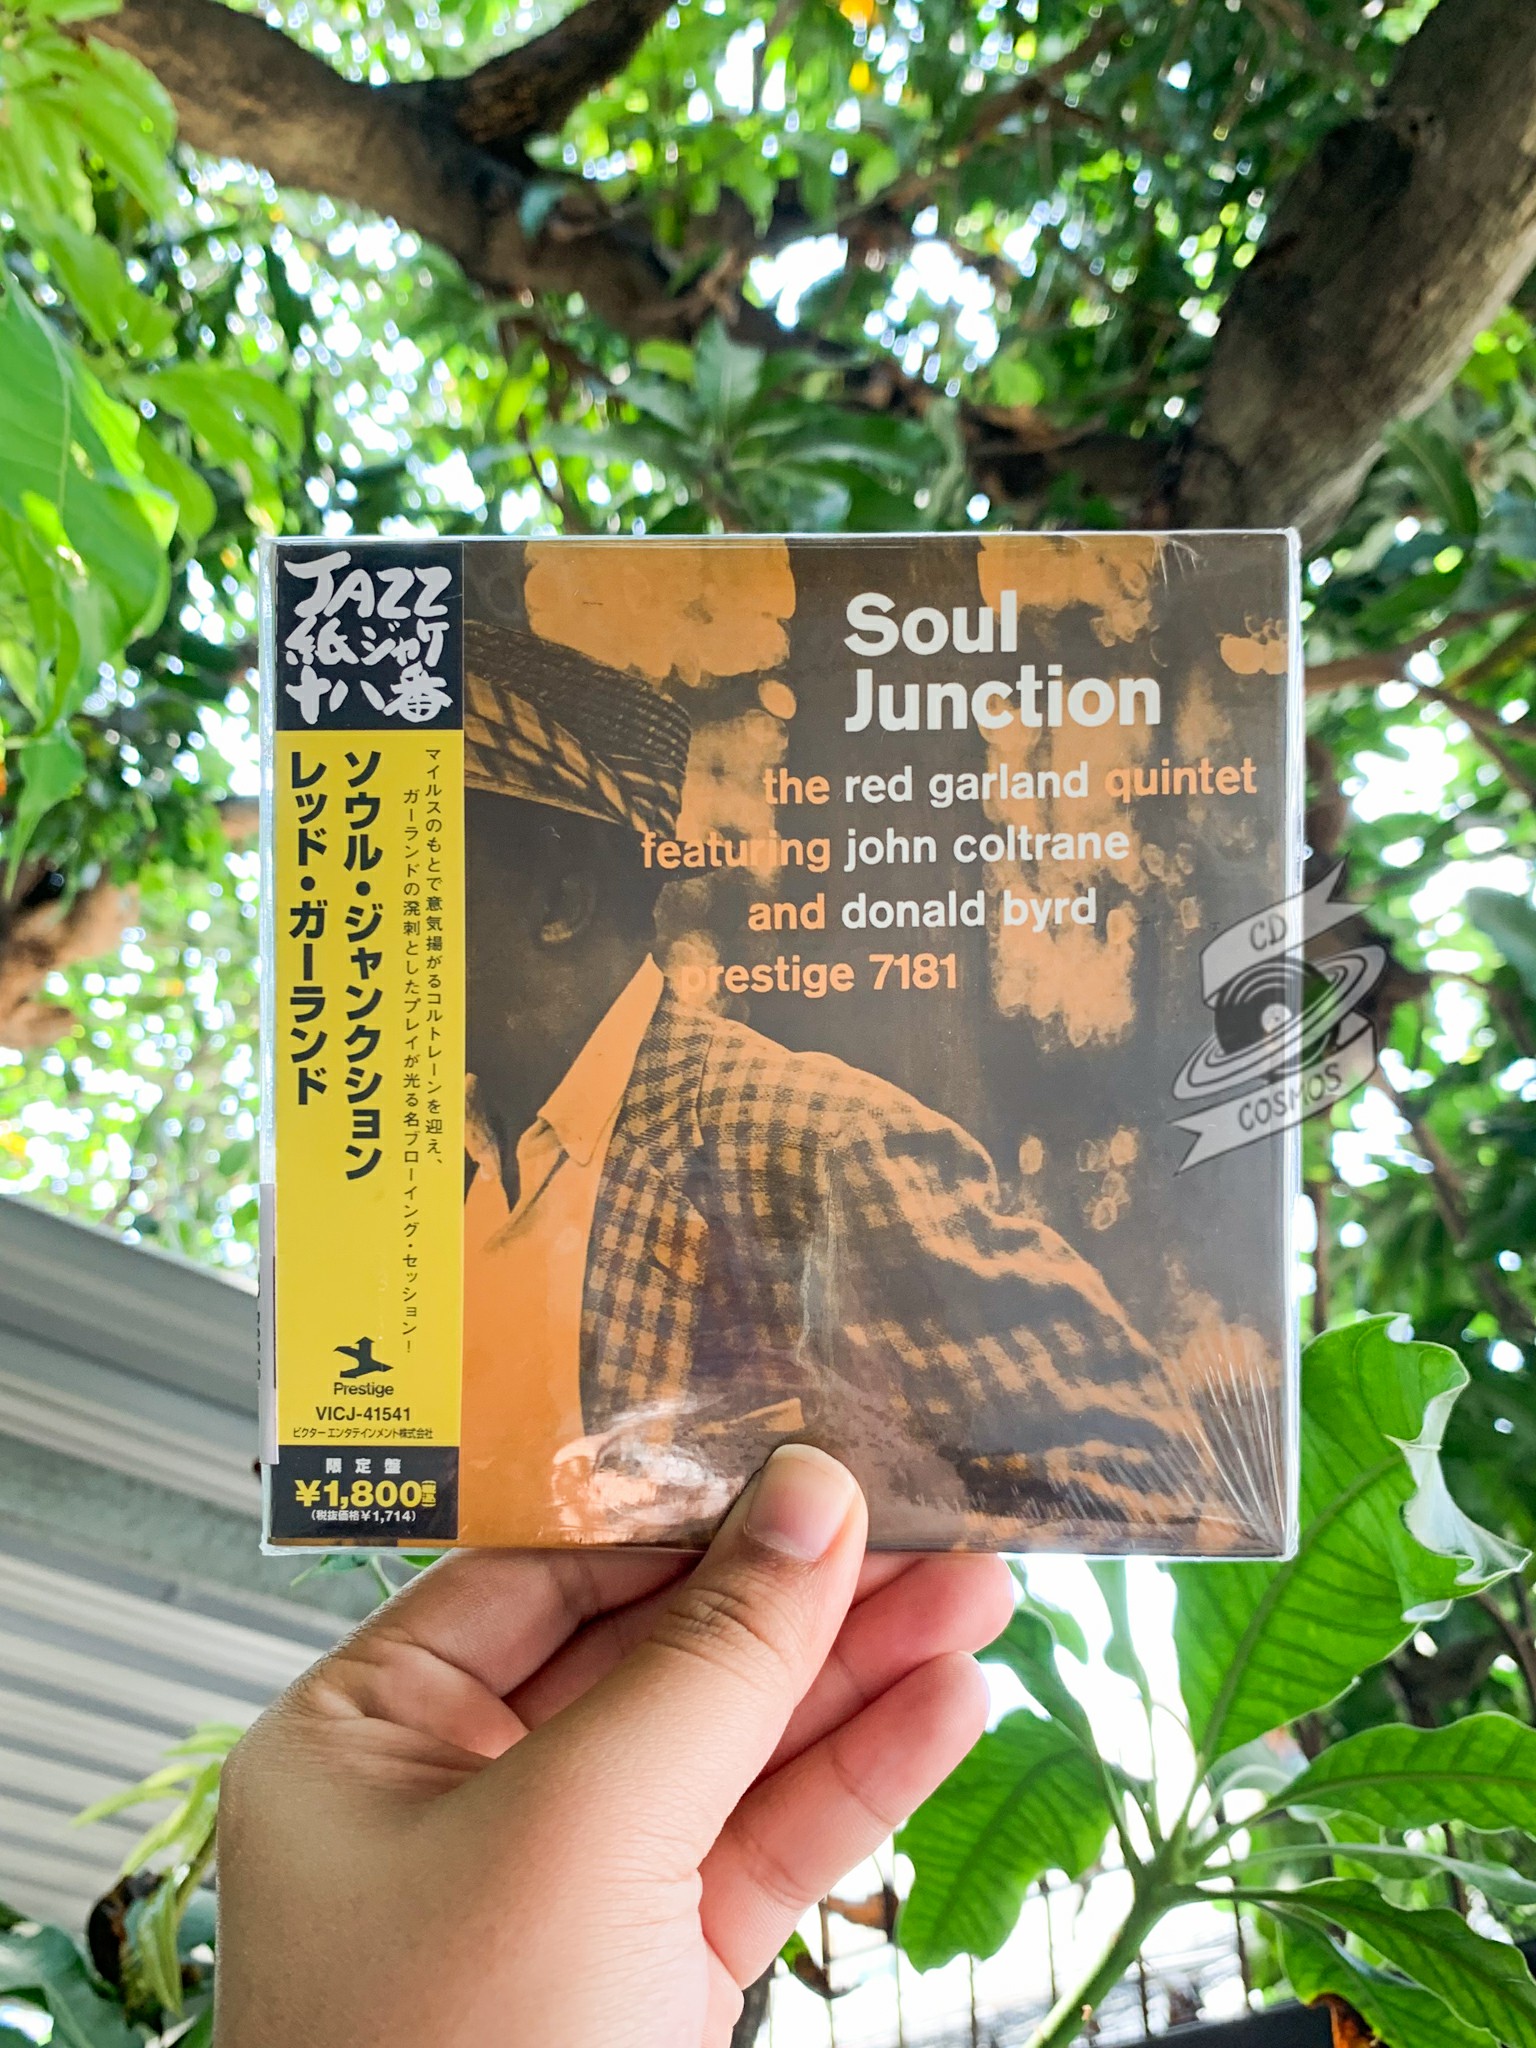 JAZZ
紙ジャケ
十八番
マイルスのもとで意気揚がるコルトレーンを迎え、
ガーランドの溌刺としたプレイが光る名ブローイング・セッション!
ソウル・ジャンクション
レッド・ガーランド
Prestige
VICJ-41541
ビクターエンタテインメント株式会社
限定盤
¥1,800(税込)
(税抜価格¥1,714)
Soul
Junction
the red garland quintet
featuring john coltrane
and donald byrd
prestige 7181
CD
COSMOS